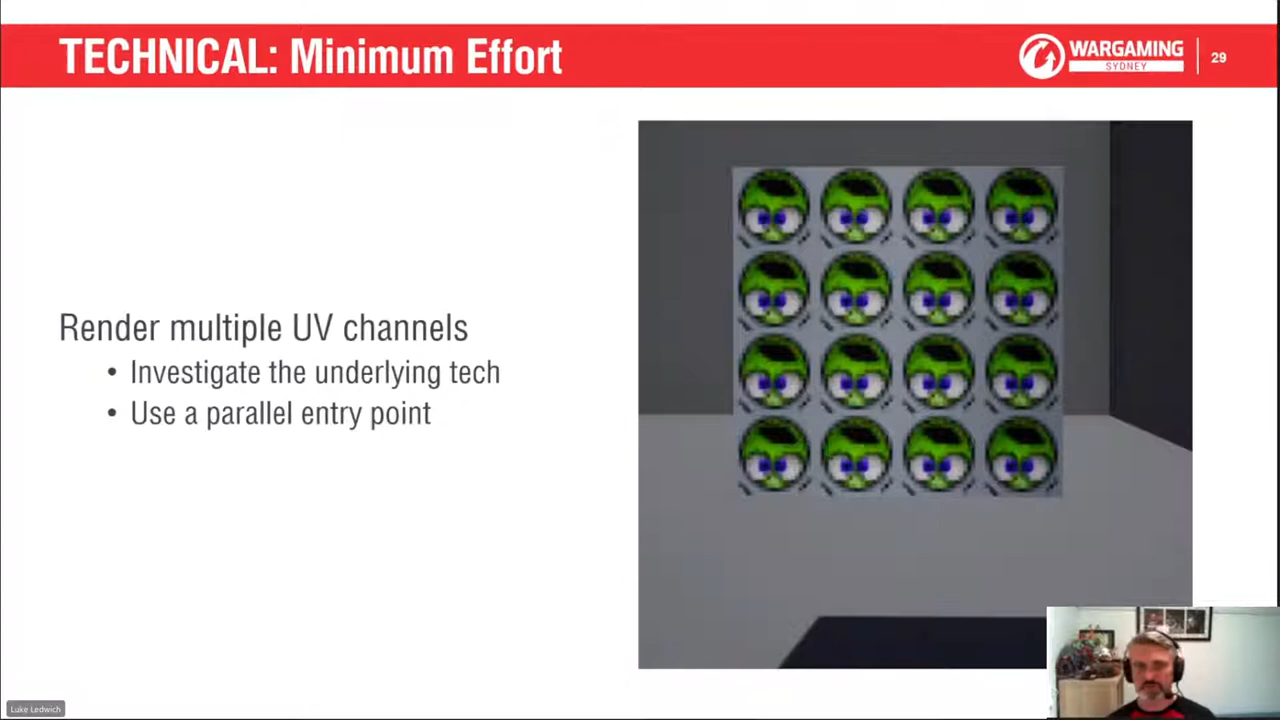 TECHNICAL: Minimum Effort
WARGAMING
SYDNEY
29
Render multiple UV channels
• Investigate the underlying tech
• Use a parallel entry point
Luke Ledwich